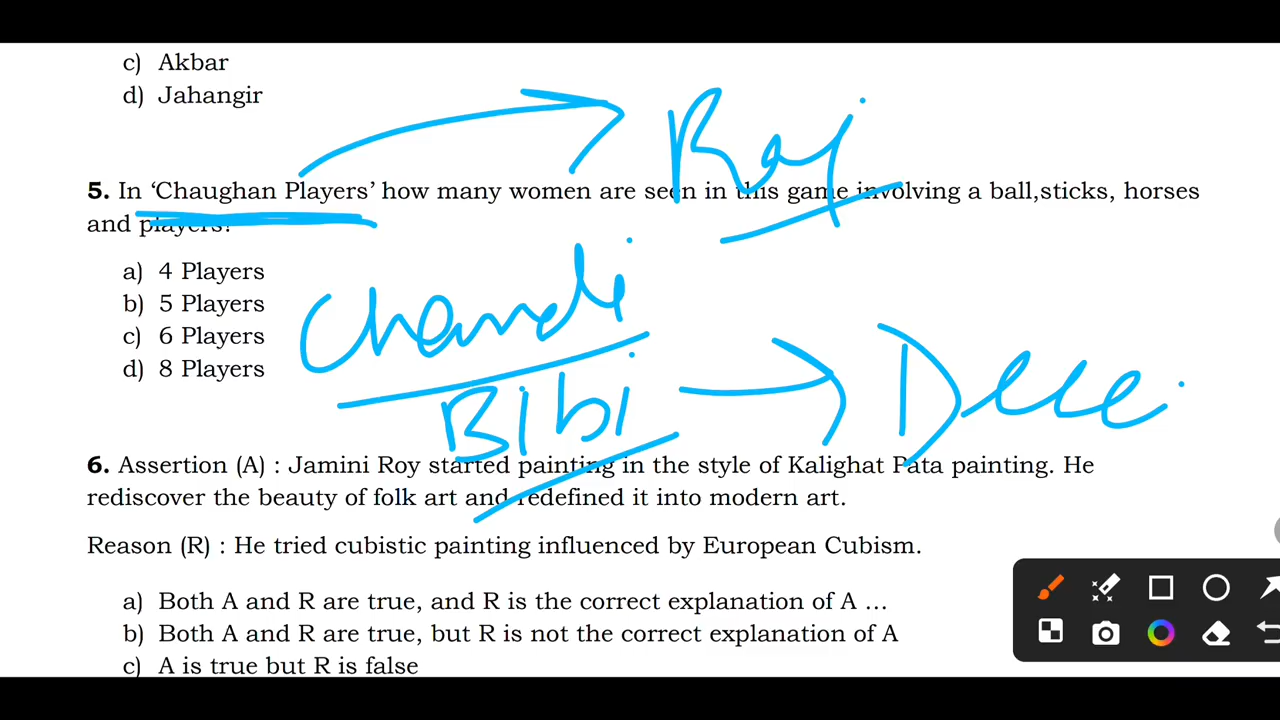 c) Akbar
d) Jahangir
Raj
5. In ‘Chaughan Players’ how many women are seen in this game involving a ball,sticks, horses
and players?
a) 4 Players
b) 5 Players
c) 6 Players
d) 8 Players
Chandi
Bibi
Decc
6. Assertion (A) : Jamini Roy started painting in the style of Kalighat Pata painting. He
rediscover the beauty of folk art and redefined it into modern art.
Reason (R) : He tried cubistic painting influenced by European Cubism.
a) Both A and R are true, and R is the correct explanation of A ...
b) Both A and R are true, but R is not the correct explanation of A
c) A is true but R is false